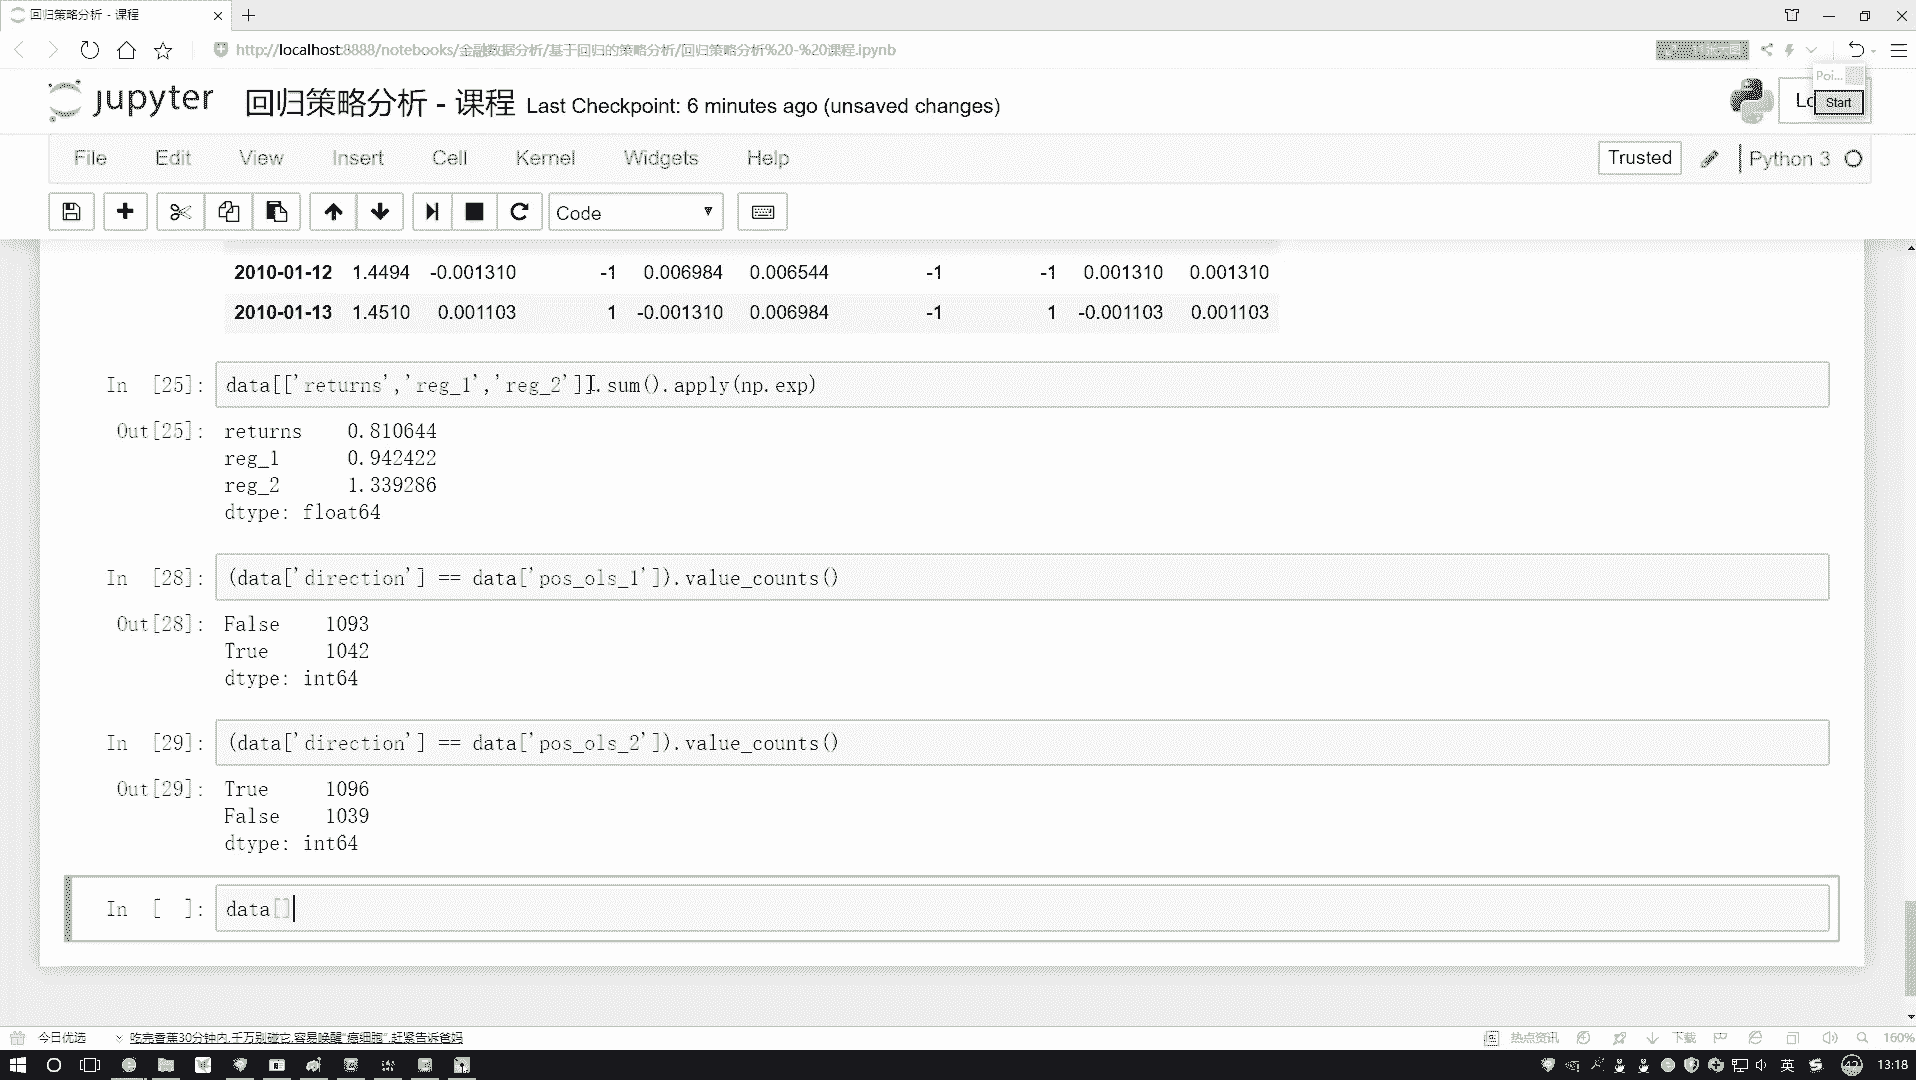 回归策略分析 - 课程
http://localhost:8888/notebooks/金融数据分析/基于回归的策略分析/回归策略分析%20-%20课程.ipynb
Poi...
Start
jupyter 回归策略分析 - 课程 Last Checkpoint: 6 minutes ago (unsaved changes)
Lo
File Edit View Insert Cell Kernel Widgets Help
Trusted Python 3
Code
2010-01-12 1.4494 -0.001310 -1 0.006984 0.006544 -1 -1 0.001310 0.001310
2010-01-13 1.4510 0.001103 1 -0.001310 0.006984 -1 1 -0.001103 0.001103
In [25]: data[['returns','reg_1','reg_2']].sum().apply(np.exp)
Out[25]: returns 0.810644
reg_1 0.942422
reg_2 1.339286
dtype: float64
In [28]: (data['direction'] == data['pos_ols_1']).value_counts()
Out[28]: False 1093
True 1042
dtype: int64
In [29]: (data['direction'] == data['pos_ols_2']).value_counts()
Out[29]: True 1096
False 1039
dtype: int64
In [ ]: data[]
今日优选 吃完香蕉30分钟内,千万别碰它,容易唤醒"癌细胞",赶紧告诉爸妈
热点资讯 下载 160%
英 42 13:18